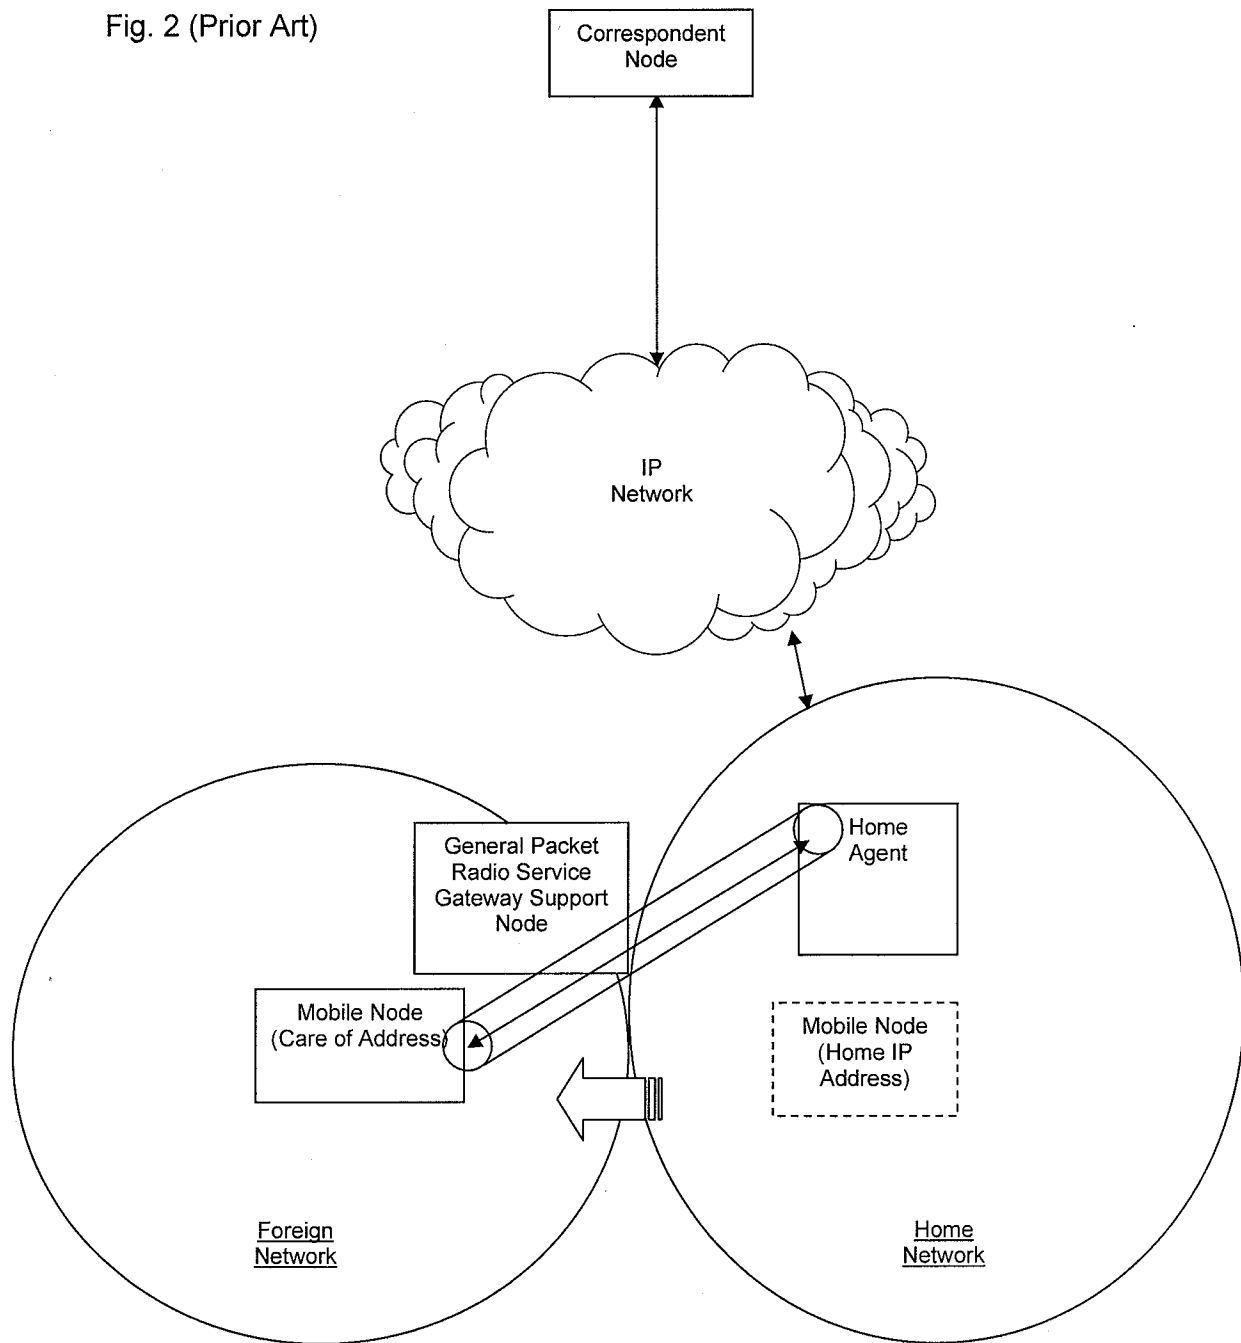 Fig. 2 (Prior Art)
Correspondent
Node
IP
Network
General Packet
Radio Service
Gateway Support
Node
Home
Agent
Mobile Node
(Care of Address)
Mobile Node
(Home IP
Address)
Foreign
Network
Home
Network